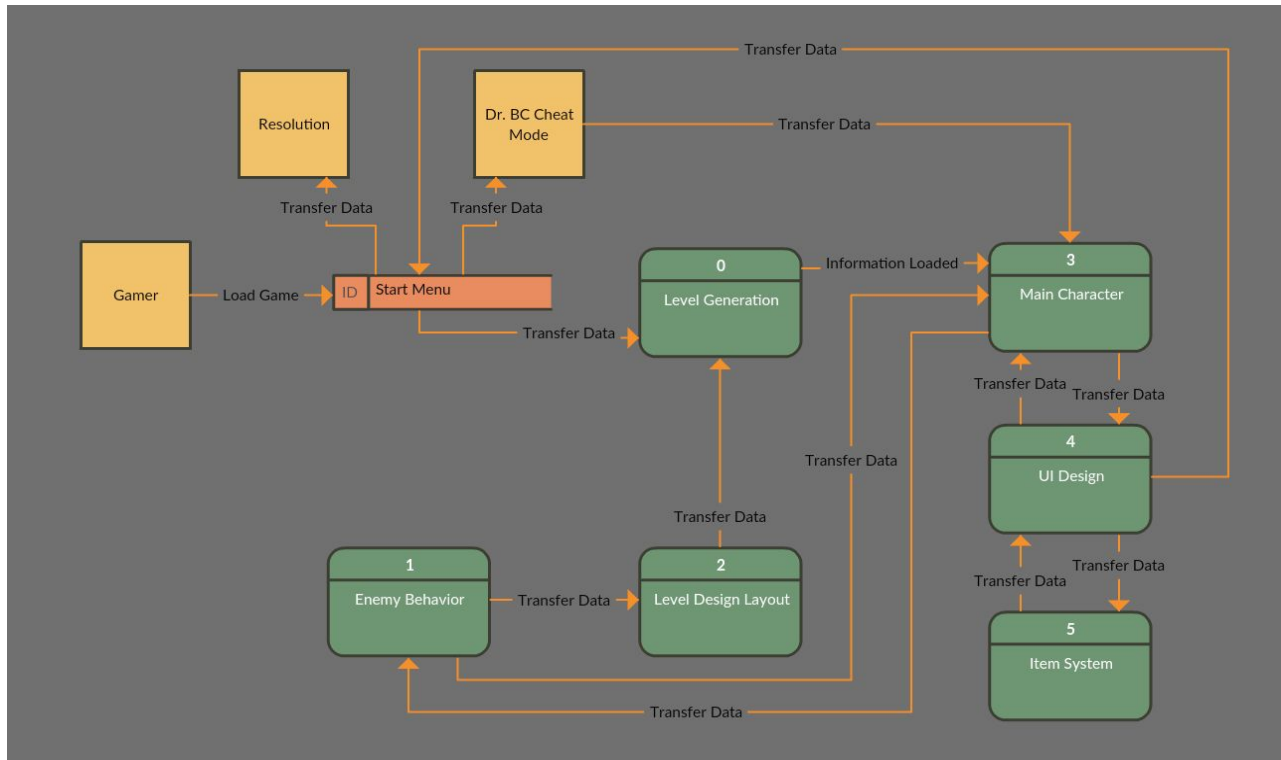 Transfer Data
Resolution
Dr. BC Cheat
Mode
Transfer Data
Transfer Data
Transfer Data
Gamer
Load Game
ID
Start Menu
Transfer Data
0
Level Generation
Information Loaded
3
Main Character
Transfer Data
Transfer Data
4
UI Design
Transfer Data
Transfer Data
1
Enemy Behavior
Transfer Data
2
Level Design Layout
Transfer Data
Transfer Data
Transfer Data
5
Item System
Transfer Data